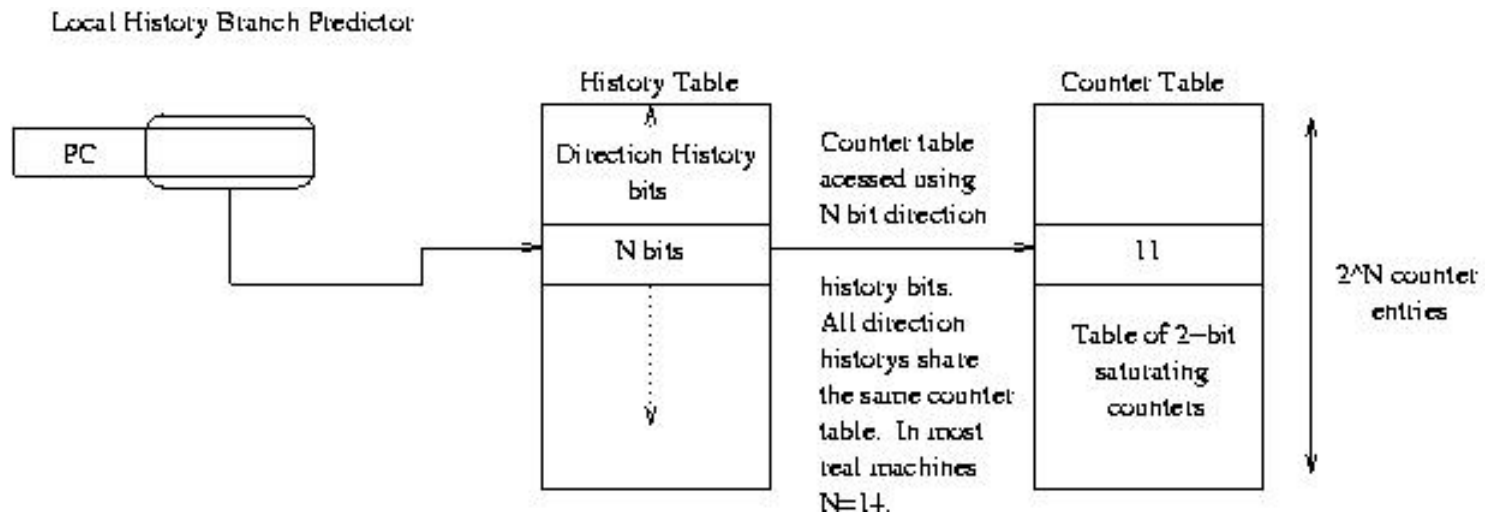 Local History Branch Predictor
History Table
Counter Table
PC
Direction History
bits
N bits
Counter table
acessed using
N bit direction
history bits.
All direction
historys share
the same counter
table. In most
real machines
N=14.
11
Table of 2-bit
saturating
counters
2^N counter
entries